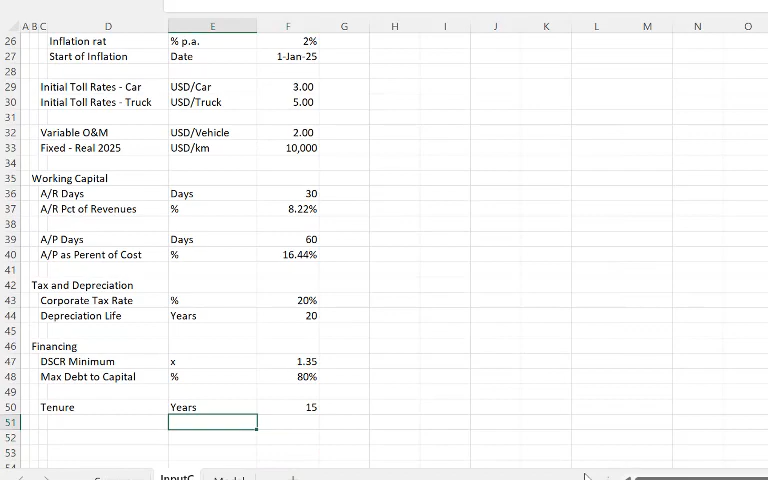 A B C D E F G H I J K L M N O
26 Inflation rat % p.a. 2%
27 Start of Inflation Date 1-Jan-25
28
29 Initial Toll Rates - Car USD/Car 3.00
30 Initial Toll Rates - Truck USD/Truck 5.00
31
32 Variable O&M USD/Vehicle 2.00
33 Fixed - Real 2025 USD/km 10,000
34
35 Working Capital
36 A/R Days Days 30
37 A/R Pct of Revenues % 8.22%
38
39 A/P Days Days 60
40 A/P as Perent of Cost % 16.44%
41
42 Tax and Depreciation
43 Corporate Tax Rate % 20%
44 Depreciation Life Years 20
45
46 Financing
47 DSCR Minimum x 1.35
48 Max Debt to Capital % 80%
49
50 Tenure Years 15
51
52
53
54
InputC Model